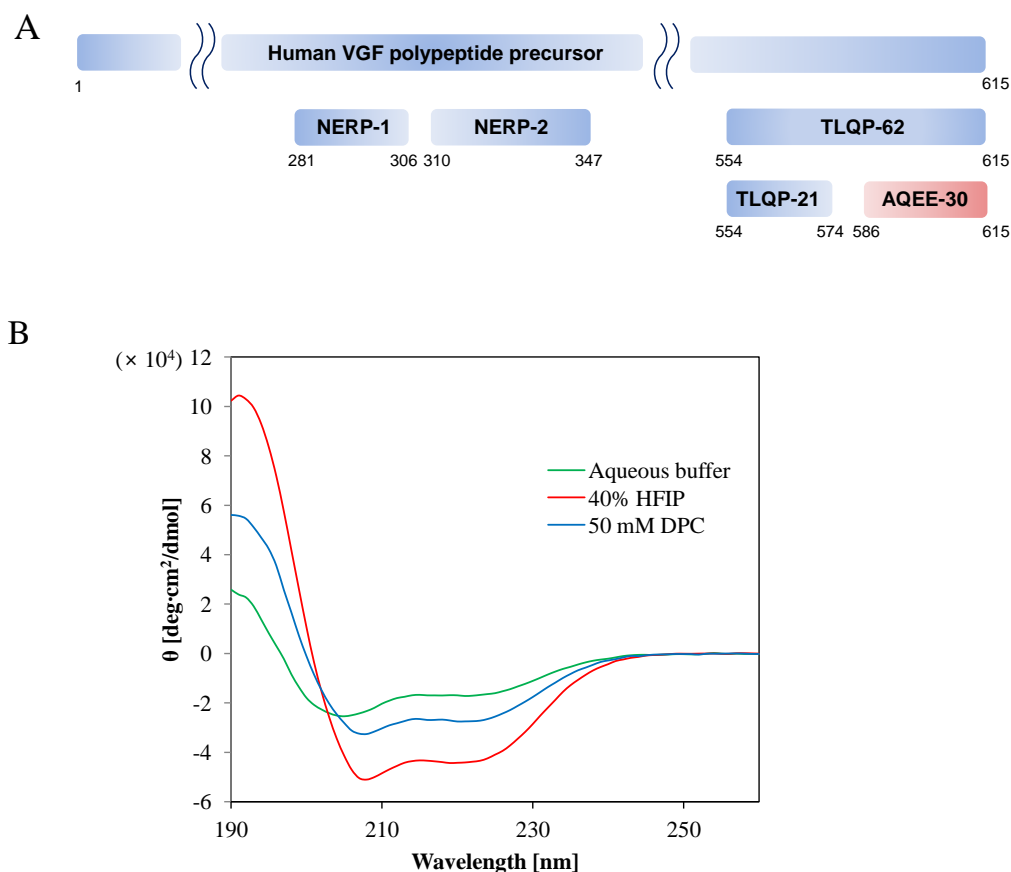 A
Human VGF polypeptide precursor
1 615
NERP-1 NERP-2 TLQP-62
281 306 310 347 554 615
TLQP-21 AQEE-30
554 574 586 615
B
(× 10⁴) 12
10
8
6
4
2
0
-2
-4
-6
θ [deg·cm²/dmol]
Aqueous buffer
40% HFIP
50 mM DPC
190 210 230 250
Wavelength [nm]